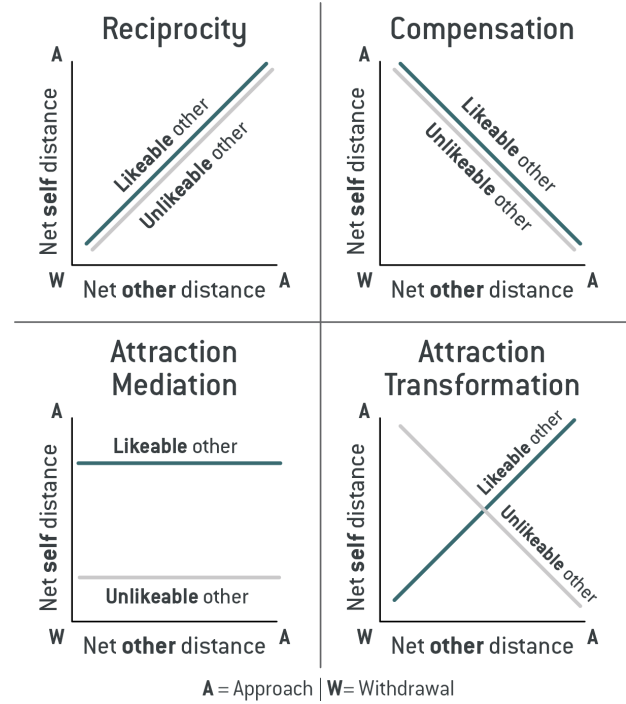 Reciprocity
A
Net self distance
Likeable other
Unlikeable other
W
Net other distance
A
Compensation
A
Net self distance
Likeable other
Unlikeable other
W
Net other distance
A
Attraction
Mediation
A
Net self distance
Likeable other
Unlikeable other
W
Net other distance
A
Attraction
Transformation
A
Net self distance
Likeable other
Unlikeable other
W
Net other distance
A
A = Approach | W= Withdrawal